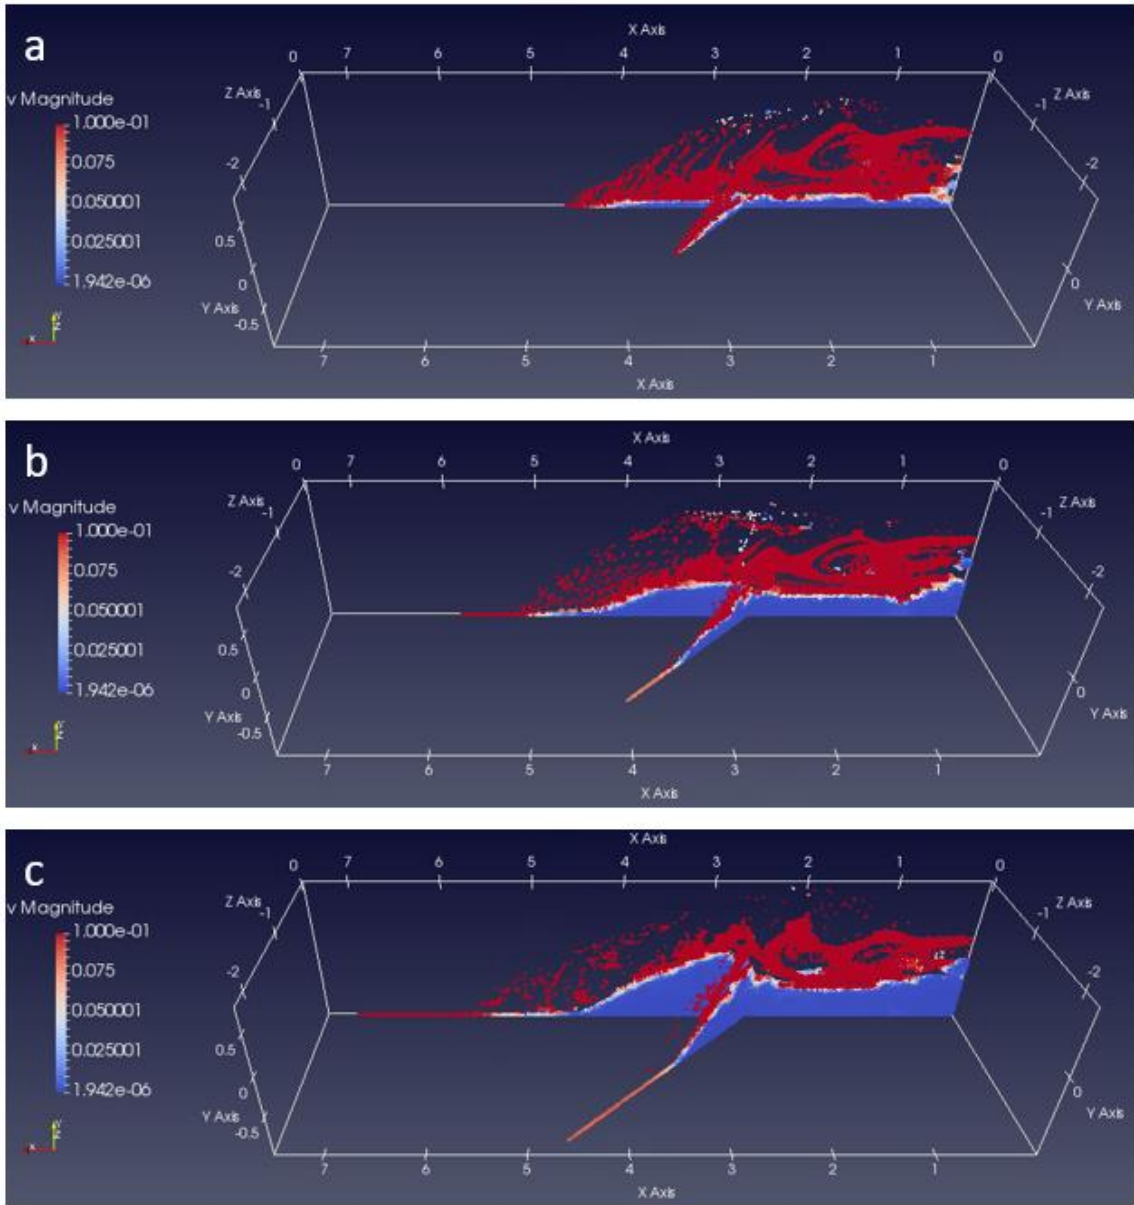 a
X Axis
0 7 6 5 4 3 2 1 0
Z Axis -1 Z Axis -1
v Magnitude
1.000e-01
0.075
-2 -2
0.050001
0.025001 0.5
0 0
1.942e-06
Y Axis Y Axis
-0.5
X
7 6 5 4 3 2 1
X Axis
b
X Axis
0 7 6 5 4 3 2 1 0
Z Axis -1 Z Axis -1
v Magnitude
1.000e-01
0.075
-2 -2
0.050001
0.025001 0.5
1.942e-06 0 0
Y Axis Y Axis
-0.5
X
7 6 5 4 3 2 1
X Axis
c
X Axis
0 7 6 5 4 3 2 1 0
Z Axis -1 Z Axis -1
v Magnitude
1.000e-01
0.075
-2 -2
0.050001
0.025001 0.5
1.942e-06 0 0
Y Axis Y Axis
-0.5
X
7 6 5 4 3 2 1
X Axis